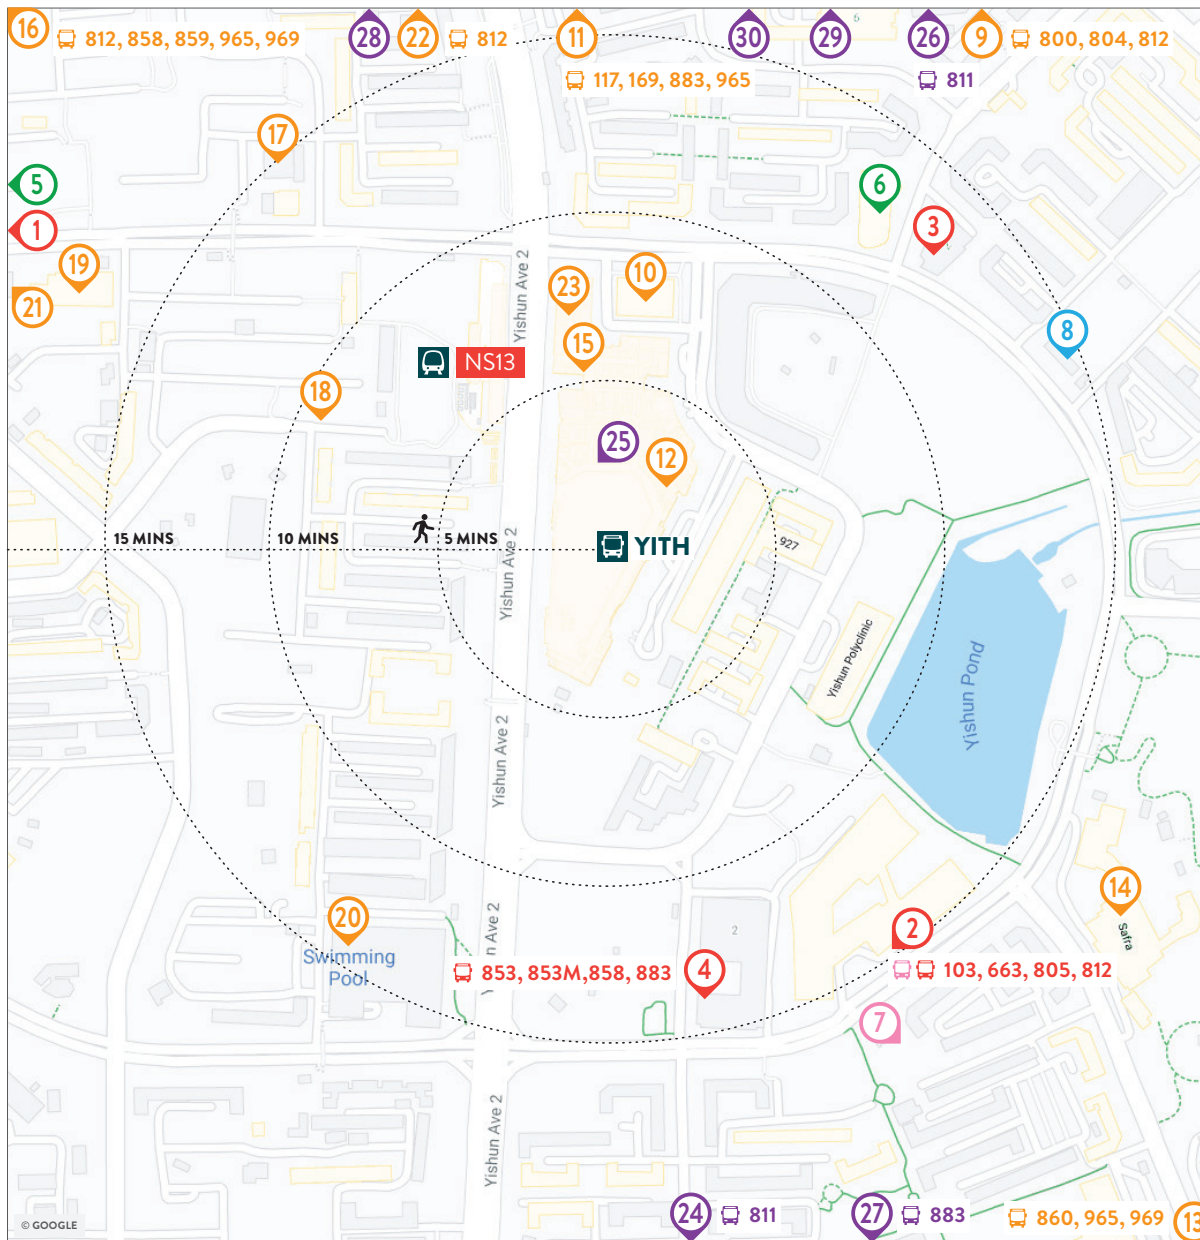 16 812, 858, 859, 965, 969 28 22 812 11 30 29 26 9 800, 804, 812
117, 169, 883, 965 811
17
5 6
1 3
19 10
21 23 Yishun Ave 2
15 8
NS13
18
25 12
15 MINS 10 MINS 5 MINS YITH 927
Yishun Ave 2
Yishun Polyclinic
Yishun Pond
Yishun Ave 2
14
Safra
20 Yishun Ave 2 2 2
Swimming
Pool
853, 853M,858, 883 4 103, 663, 805, 812
7
Yishun Ave 2
24 811 27 883 860, 965, 969 13
© GOOGLE